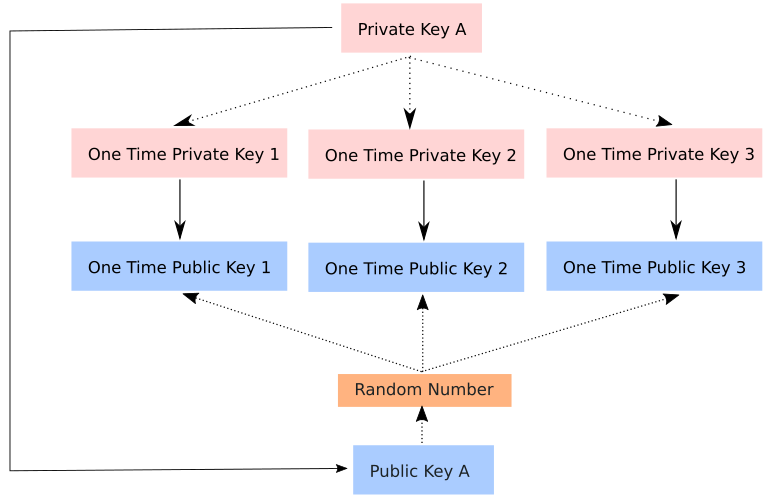 Private Key A
One Time Private Key 1
One Time Private Key 2
One Time Private Key 3
One Time Public Key 1
One Time Public Key 2
One Time Public Key 3
Random Number
Public Key A